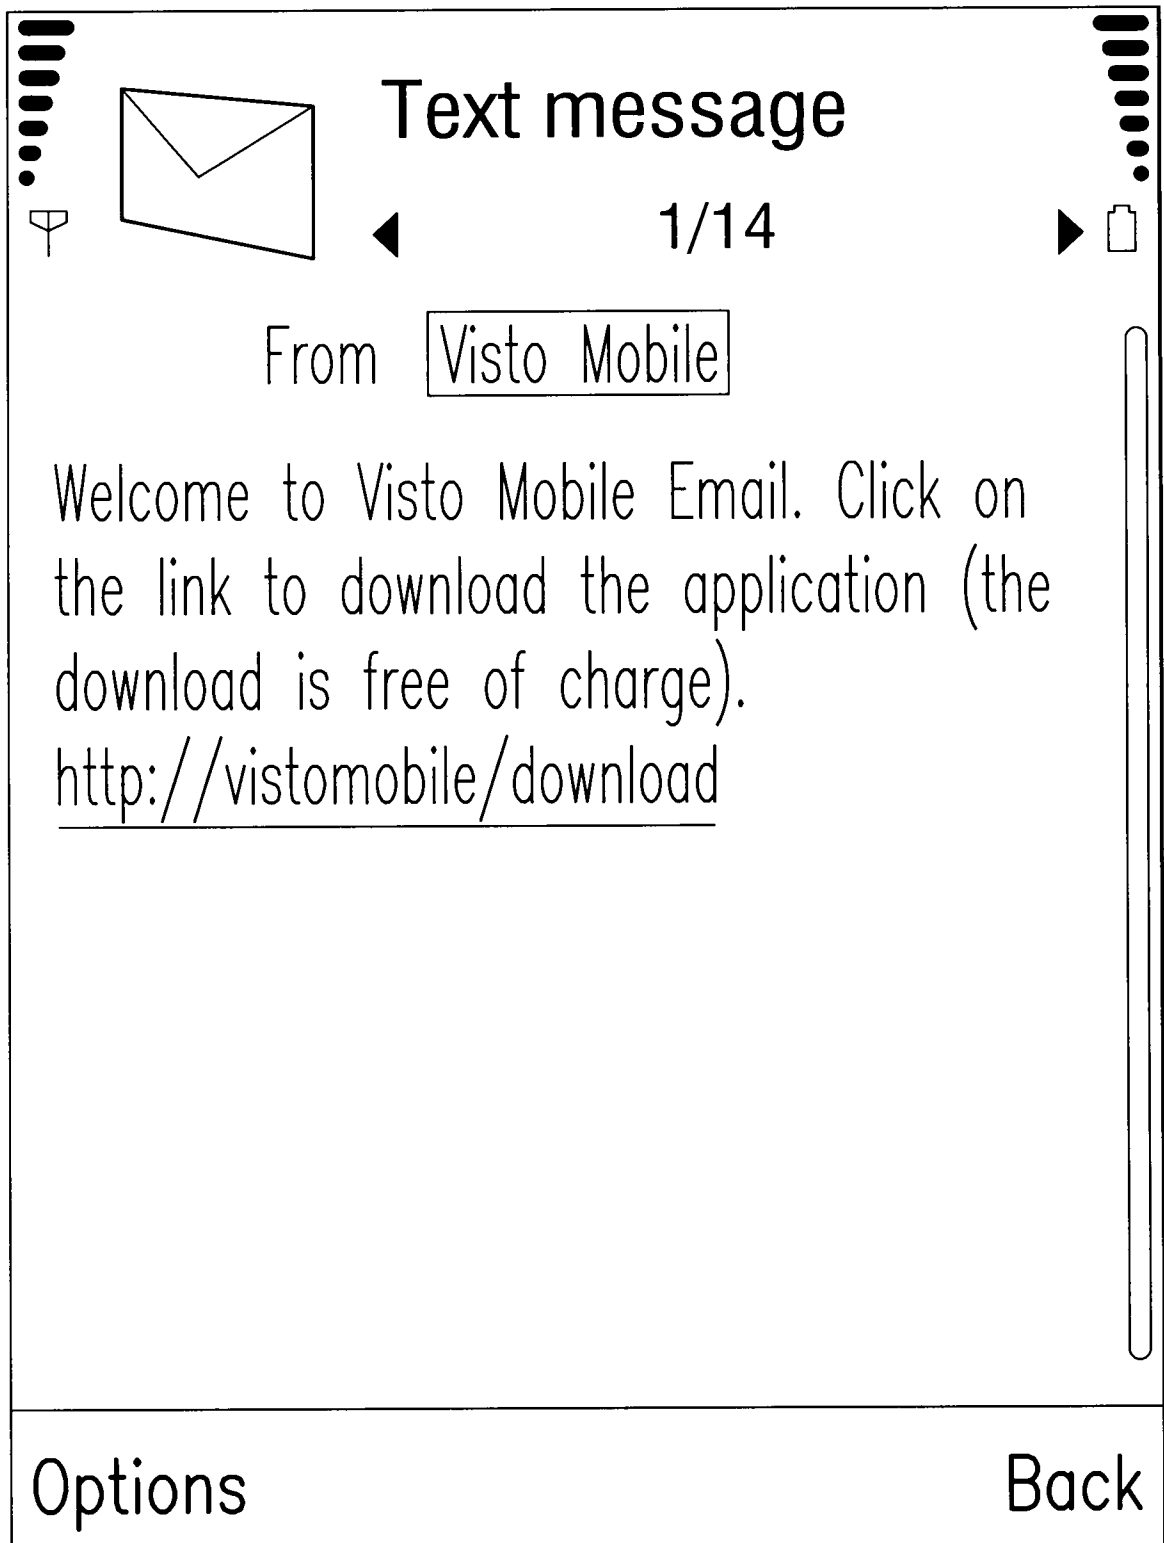 Text message
1/14
From Visto Mobile
Welcome to Visto Mobile Email. Click on
the link to download the application (the
download is free of charge).
http://vistomobile/download
Options Back